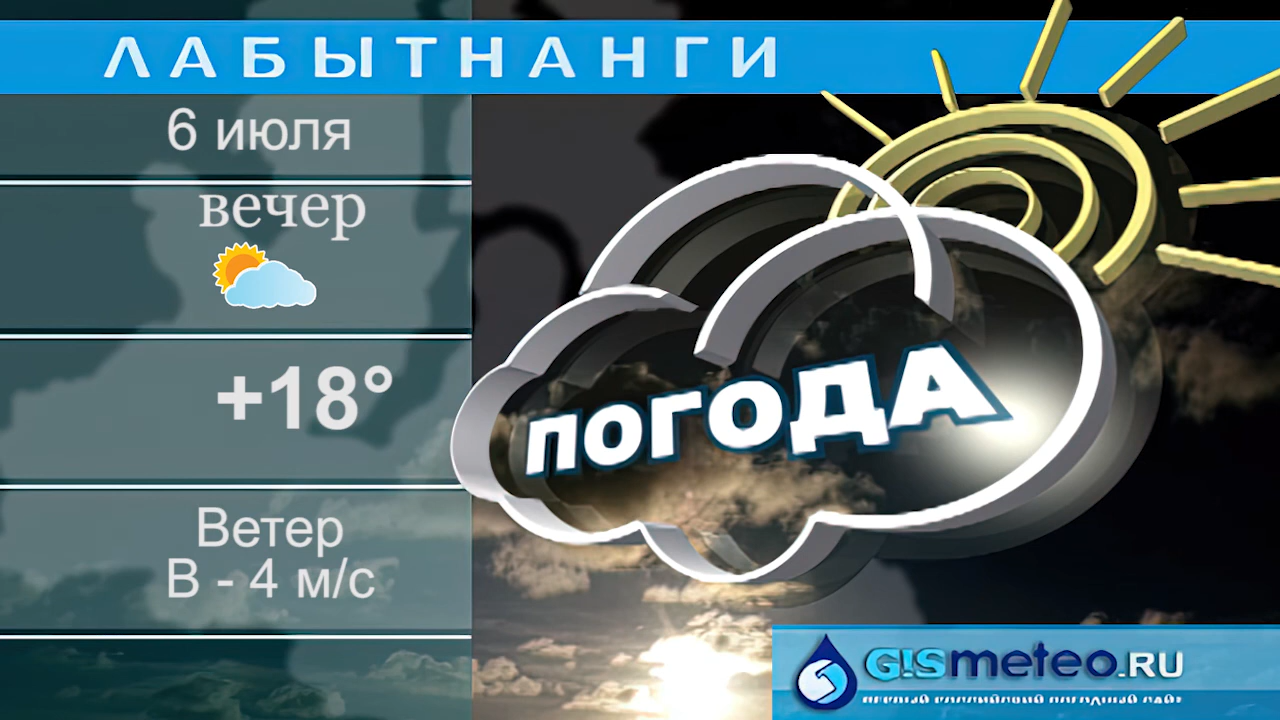 ЛАБЫТНАНГИ
6 июля
вечер
+18°
Ветер
В - 4 м/с
ПОГОДА
GISmeteo.RU